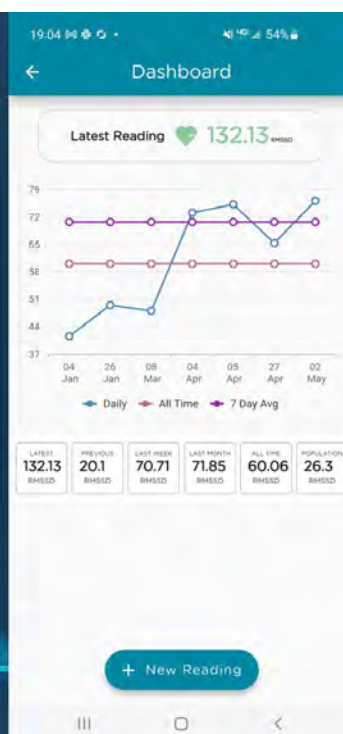 19:04 54%
Dashboard
Latest Reading 132.13 RMSSD
79
72
65
58
51
44
37
04 26 08 04 05 27 02
Jan Jan Mar Apr Apr Apr May
Daily All Time 7 Day Avg
LATEST PREVIOUS LAST WEEK LAST MONTH ALL TIME POPULATION
132.13 20.1 70.71 71.85 60.06 26.3
RMSSD RMSSD RMSSD RMSSD RMSSD RMSSD
+ New Reading